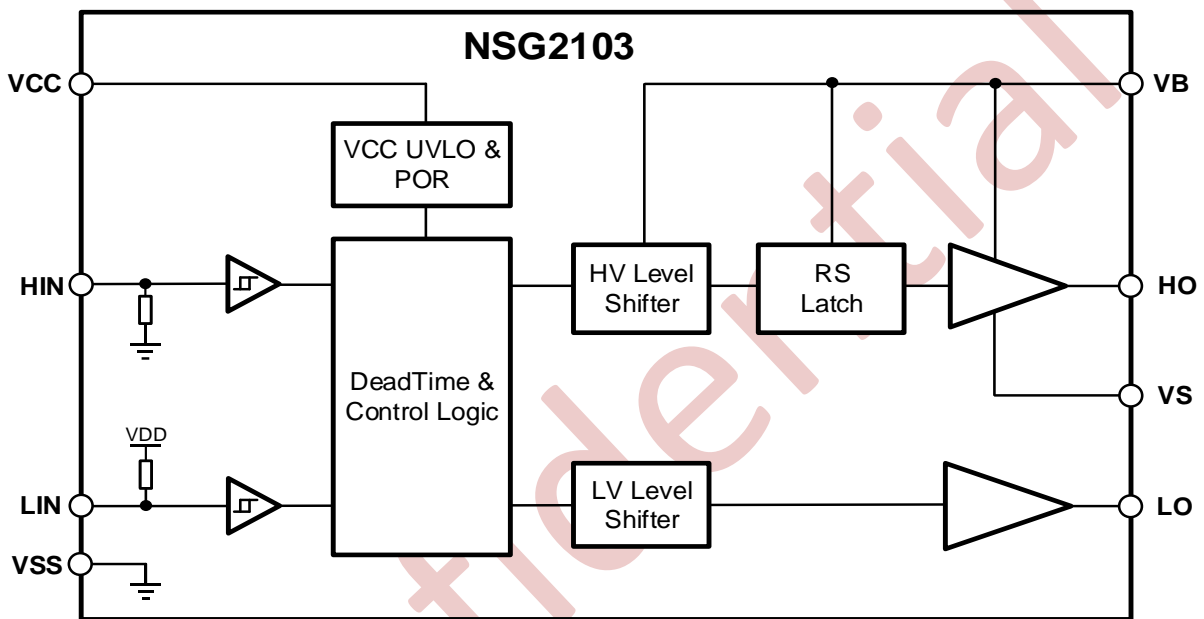 NSG2103
VCC
VB
VCC UVLO &
POR
HIN
HV Level
Shifter
RS
Latch
HO
DeadTime &
Control Logic
VS
VDD
LIN
LV Level
Shifter
LO
VSS
fidential